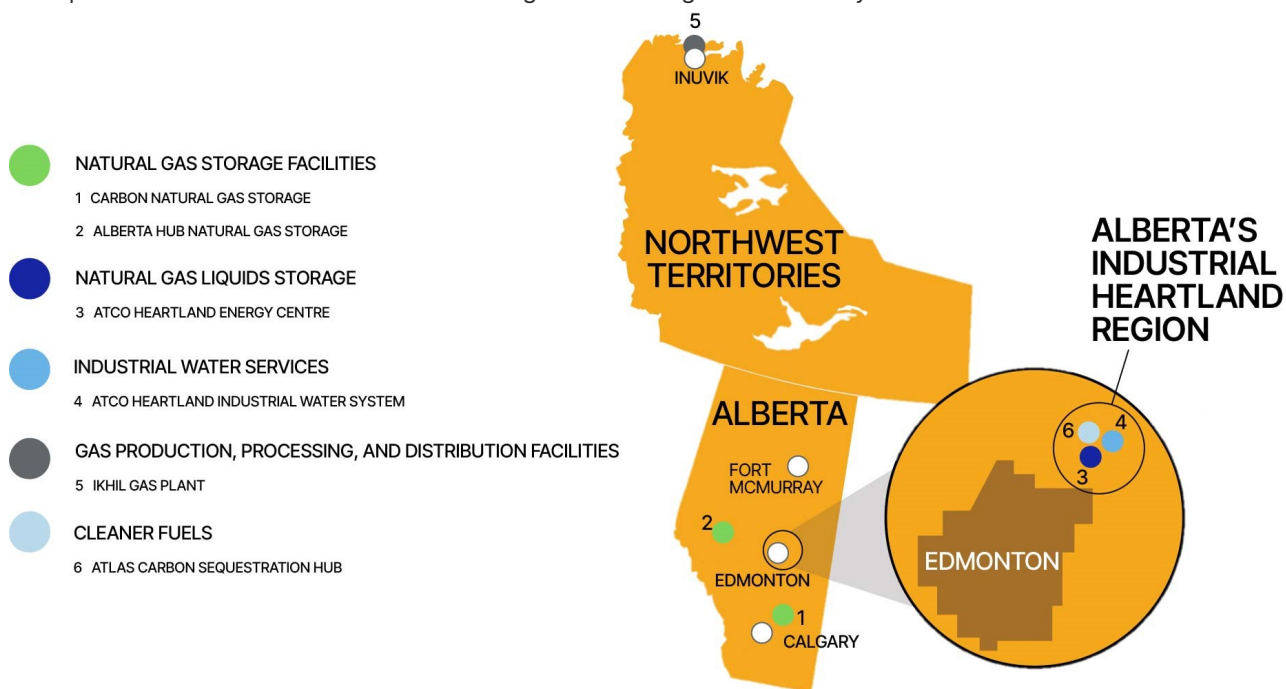 5
INUVIK
NATURAL GAS STORAGE FACILITIES
1 CARBON NATURAL GAS STORAGE
2 ALBERTA HUB NATURAL GAS STORAGE
NATURAL GAS LIQUIDS STORAGE
3 ATCO HEARTLAND ENERGY CENTRE
INDUSTRIAL WATER SERVICES
4 ATCO HEARTLAND INDUSTRIAL WATER SYSTEM
GAS PRODUCTION, PROCESSING, AND DISTRIBUTION FACILITIES
5 IKHIL GAS PLANT
CLEANER FUELS
6 ATLAS CARBON SEQUESTRATION HUB
NORTHWEST
TERRITORIES
ALBERTA
FORT
MCMURRAY
2
EDMONTON
1
CALGARY
ALBERTA'S
INDUSTRIAL
HEARTLAND
REGION
6
4
3
EDMONTON